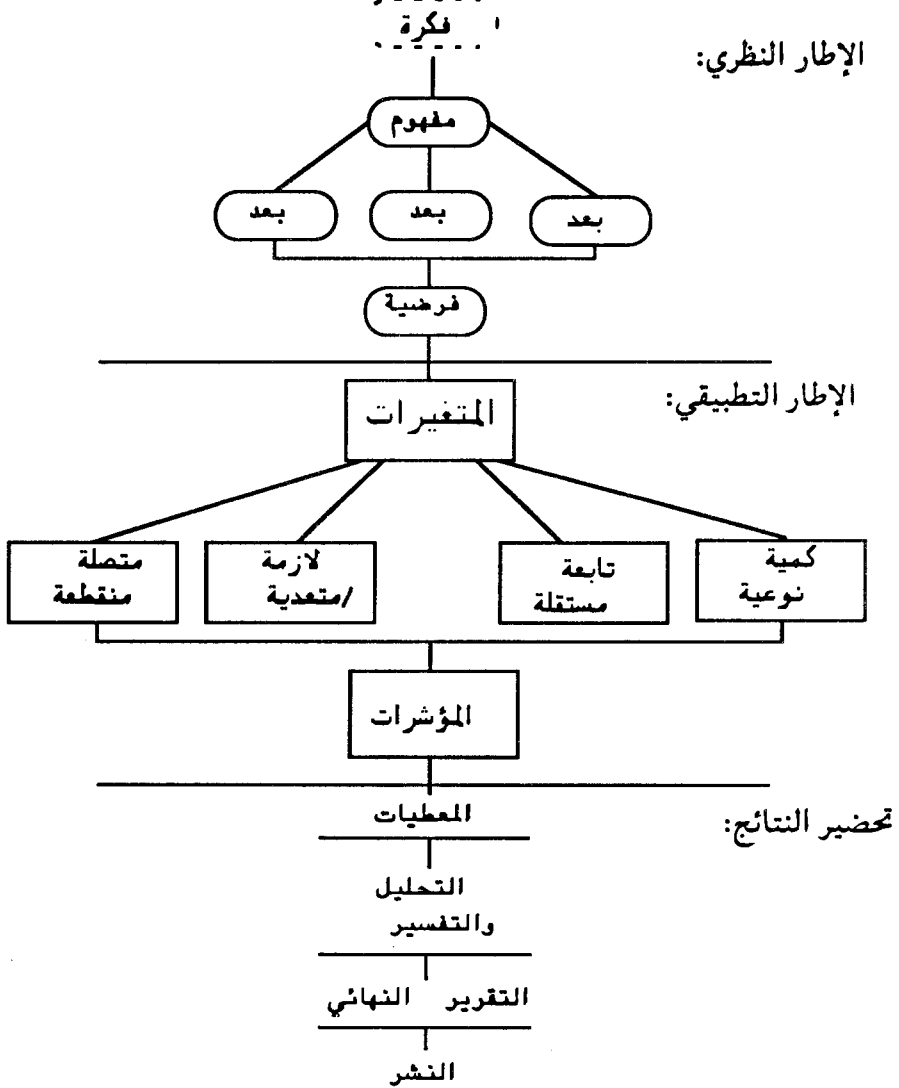 فكرة
الإطار النظري:
مفهوم
بعد
بعد
بعد
فرضية
الإطار التطبيقي:
المتغيرات
كمية
نوعية
تابعة
مستقلة
لازمة
/متعدية
متصلة
منقطعة
المؤشرات
تحضير النتائج:
المعطيات
التحليل
والتفسير
التقرير النهائي
النشر